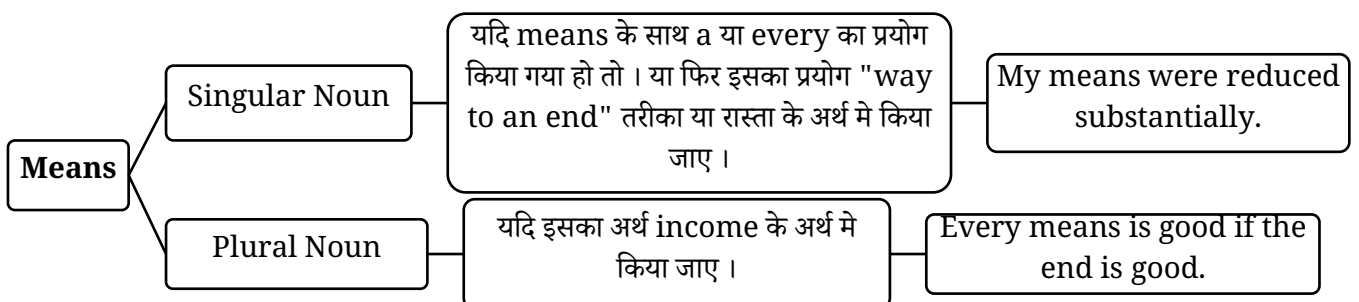 Means
Singular Noun
यदि means के साथ a या every का प्रयोग
किया गया हो तो । या फिर इसका प्रयोग "way
to an end" तरीका या रास्ता के अर्थ मे किया
जाए ।
My means were reduced
substantially.
Plural Noun
यदि इसका अर्थ income के अर्थ मे
किया जाए ।
Every means is good if the
end is good.